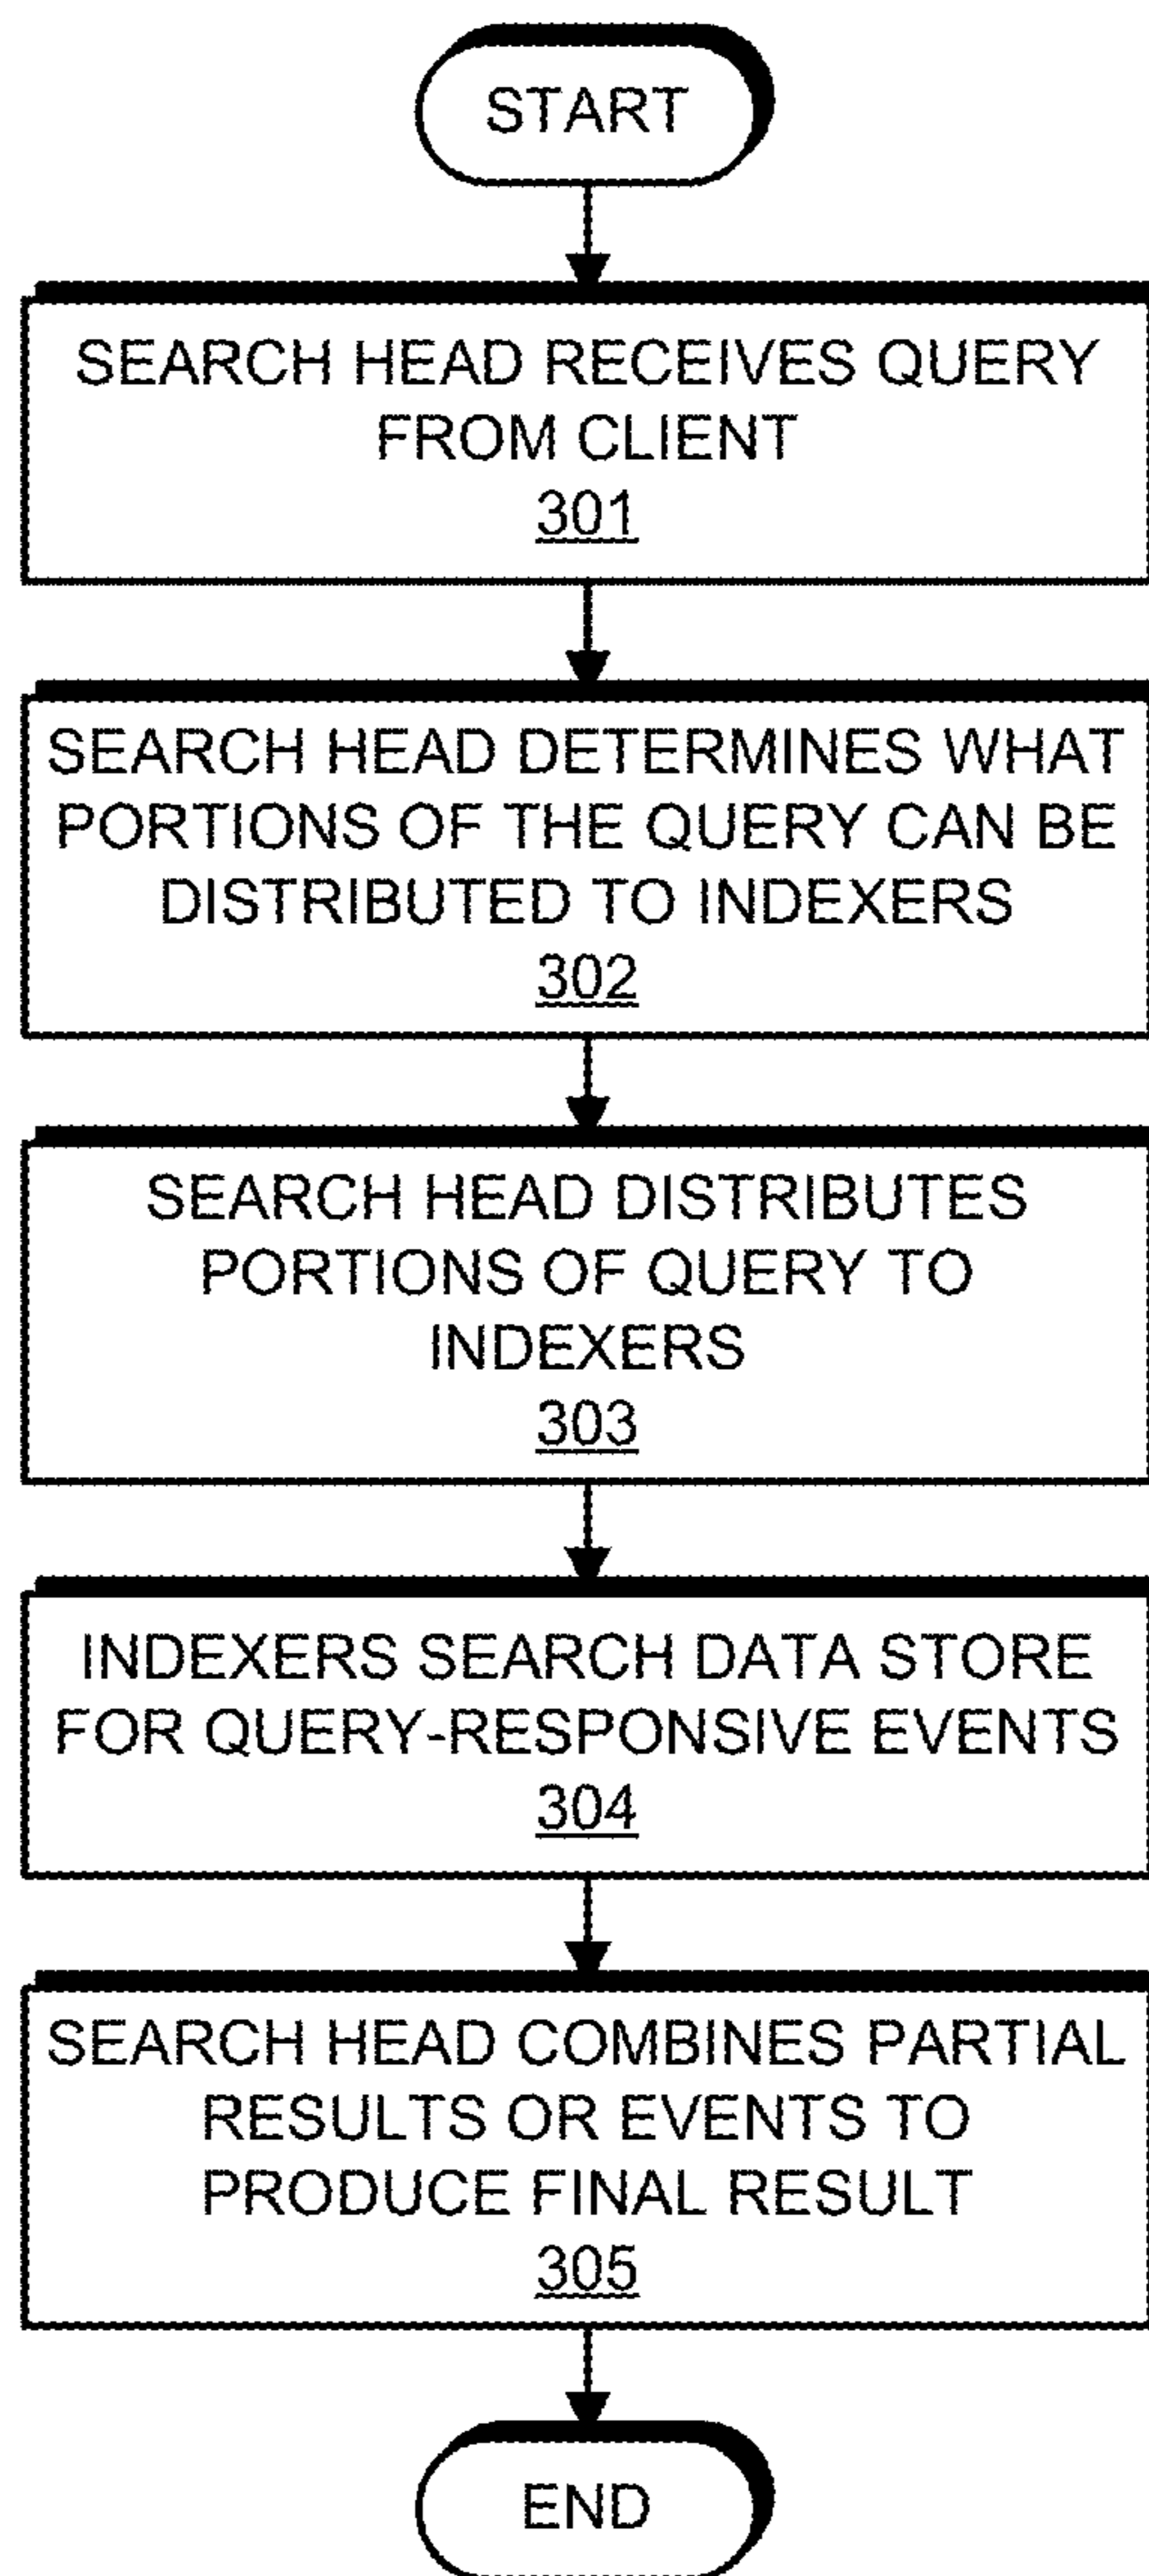 START
SEARCH HEAD RECEIVES QUERY
FROM CLIENT
301
SEARCH HEAD DETERMINES WHAT
PORTIONS OF THE QUERY CAN BE
DISTRIBUTED TO INDEXERS
302
SEARCH HEAD DISTRIBUTES
PORTIONS OF QUERY TO
INDEXERS
303
INDEXERS SEARCH DATA STORE
FOR QUERY-RESPONSIVE EVENTS
304
SEARCH HEAD COMBINES PARTIAL
RESULTS OR EVENTS TO
PRODUCE FINAL RESULT
305
END